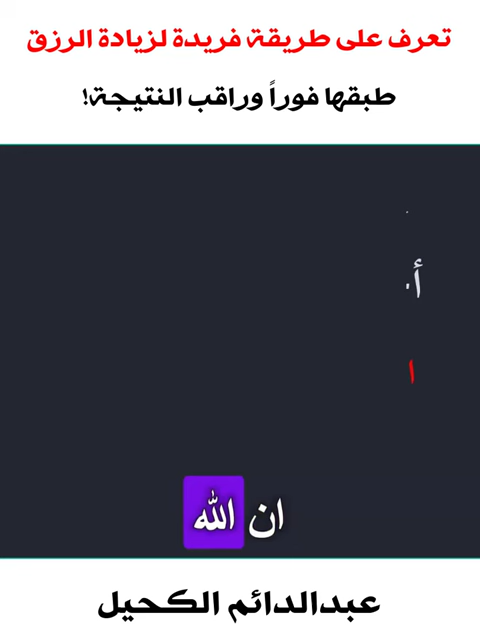 تعرف على طريقة فريدة لزيادة الرزق
طبقها فوراً وراقب النتيجة!
أ
ا
ان الله
عبدالدائم الكحيل